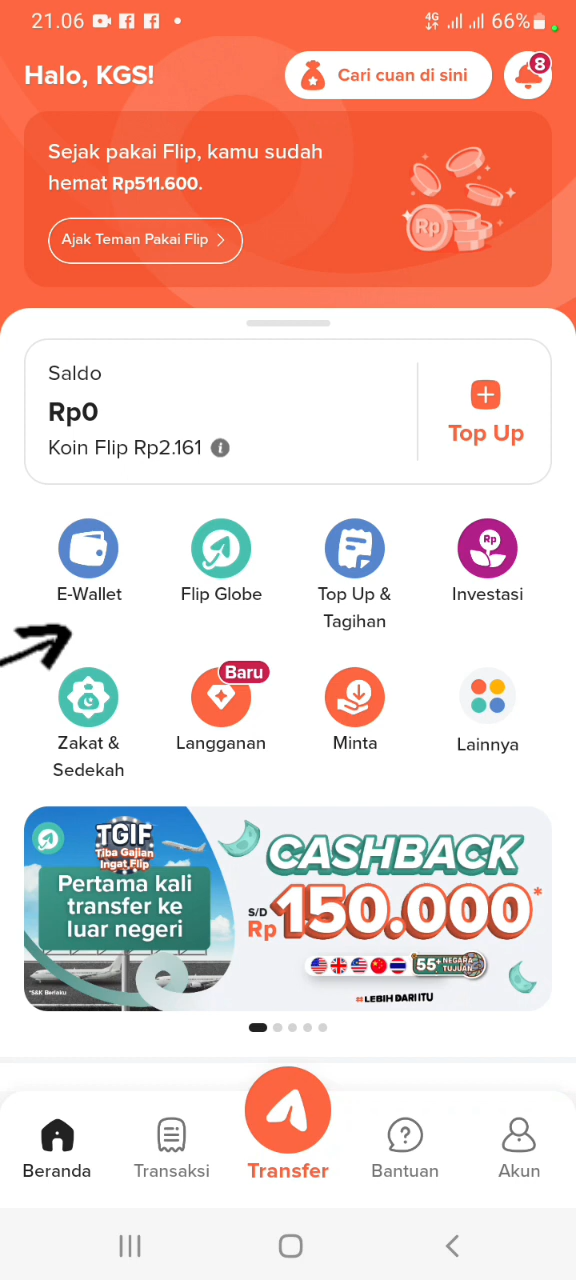 21.06 4G 66%
Halo, KGS!
Cari cuan di sini
8
Sejak pakai Flip, kamu sudah
hemat Rp511.600.
Rp
Ajak Teman Pakai Flip
Saldo
Rp0
Koin Flip Rp2.161
Top Up
E-Wallet
Flip Globe
Top Up &
Tagihan
Rp
Investasi
Zakat &
Sedekah
Baru
Langganan
Minta
Lainnya
TGIF
Tiba Gajian
Ingat Flip
Pertama kali
transfer ke
luar negeri
*S&K Berlaku
CASHBACK
S/D
Rp 150.000*
55+ NEGARA
TUJUAN
#LEBIH DARI ITU
Beranda
Transaksi
Transfer
Bantuan
Akun